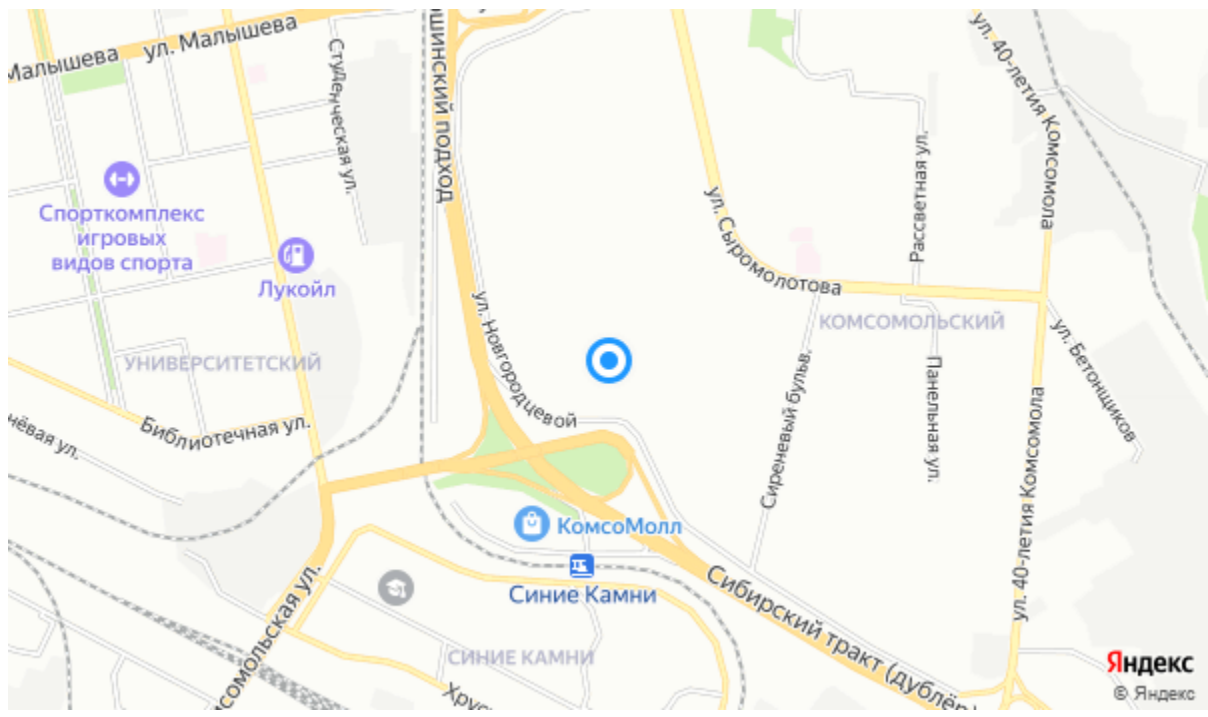 ул. Малышева
Малышева
Студенческая ул.
шинский подход
ул. 40-летия Комсомола
Рассветная ул.
ул. Сыромолотова
Спорткомплекс
игровых
видов спорта
Лукойл
КОМСОМОЛЬСКИЙ
ул. Новгородцевой
УНИВЕРСИТЕТСКИЙ
ул. Бетонщиков
Панельная ул.
Сиреневый бульв.
Библиотечная ул.
нёвая ул.
ул. 40-летия Комсомола
КомсоМолл
Синие Камни
Сибирский тракт (дублёр)
сомольская ул.
СИНИЕ КАМНИ
Хрус
Яндекс
© Яндекс